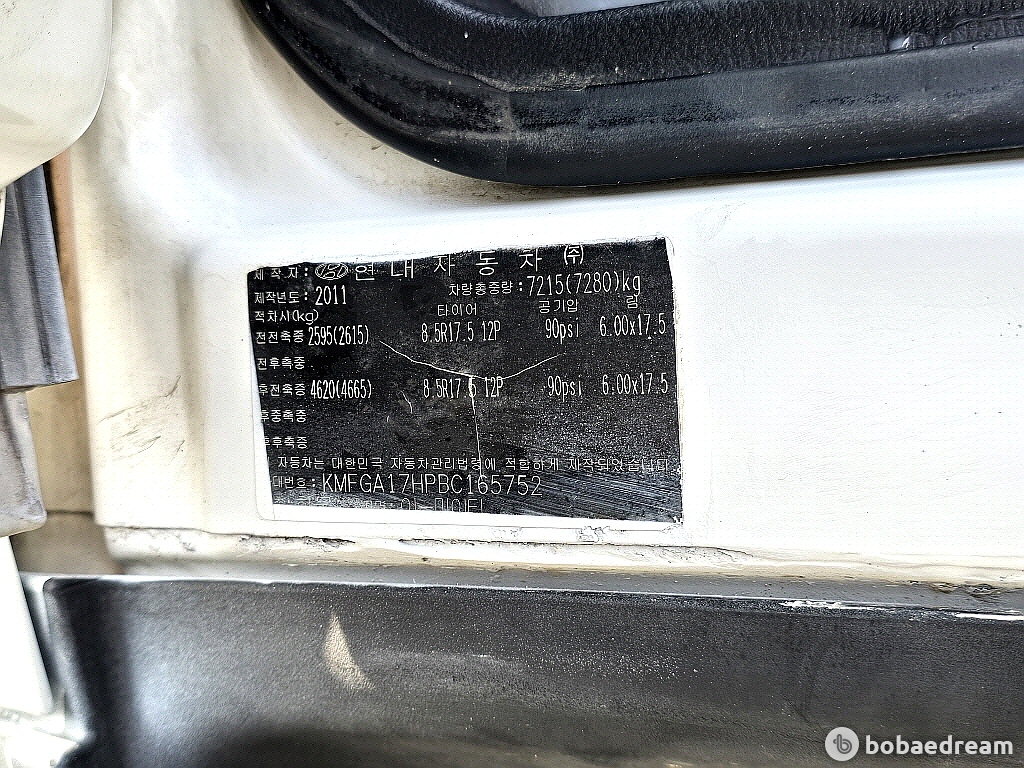 제작자: 현대자동차 ㈜
제작년도: 2011 차량총중량: 7215(7280)kg
적차시(kg) 타이어 공기압 림
전전축중 2595(2615) 8.5R17.5 12P 90psi 6.00x17.5
전후축중
후전축중 4620(4665) 8.5R17.5 12P 90psi 6.00x17.5
후중축중
후후축중
자동차는 대한민국 자동차관리법령에 적합하게 제작되었습니다
대번호: KMFGA17HPBC165752
마이티
bobaedream